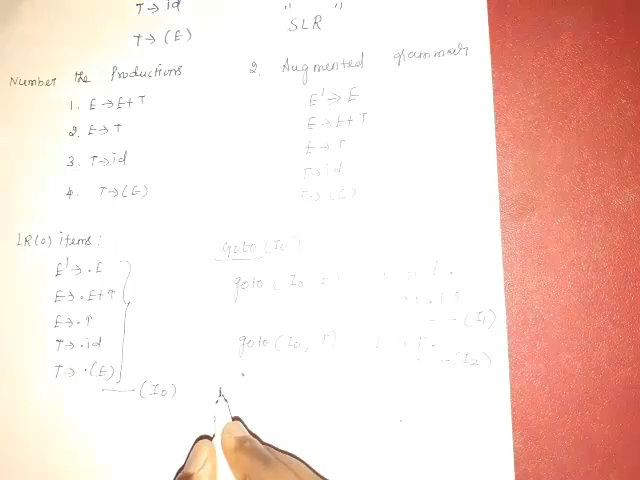 T → id
" "
SLR
T → (E)
Number the Productions
1. E → E+T
2. E → T
3. T → id
4. T → (E)
2. Augmented grammar
E' → E
E → E+T
E → T
T → id
T → (E)
LR(0) items:
E' → .E
E → .E+T
E → .T
T → .id
T → .(E)
(I0)
Goto (I0)
goto (I0,
(I1)
goto (I0, T)
(I2)